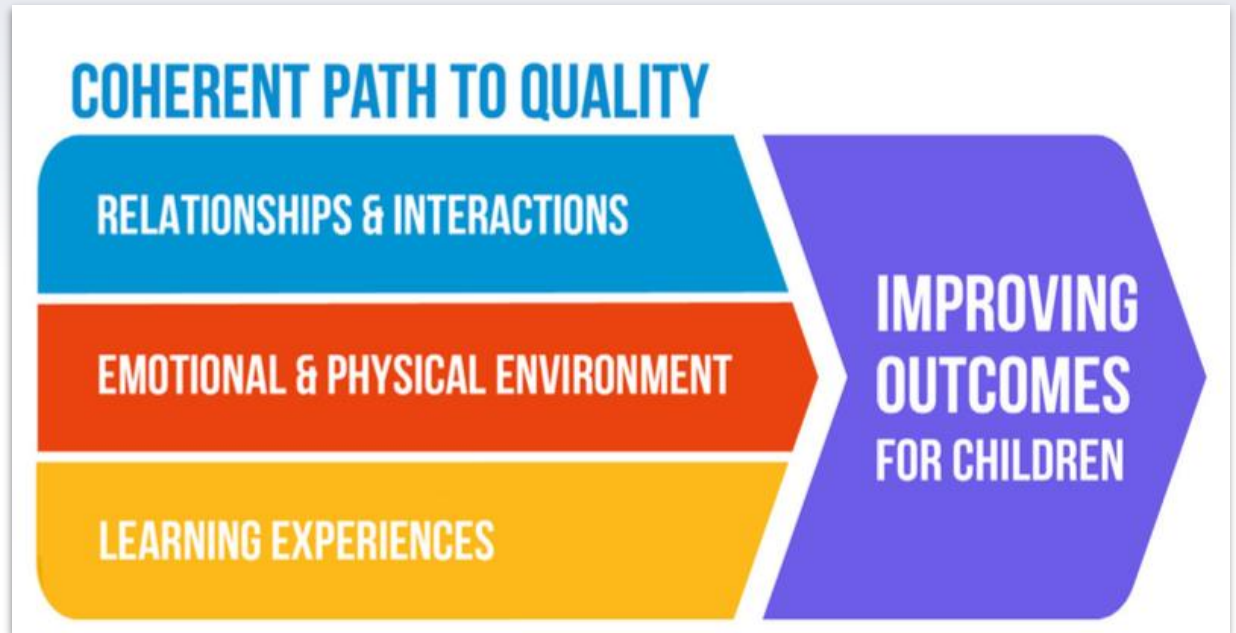 COHERENT PATH TO QUALITY
RELATIONSHIPS & INTERACTIONS
EMOTIONAL & PHYSICAL ENVIRONMENT
LEARNING EXPERIENCES
IMPROVING
OUTCOMES
FOR CHILDREN